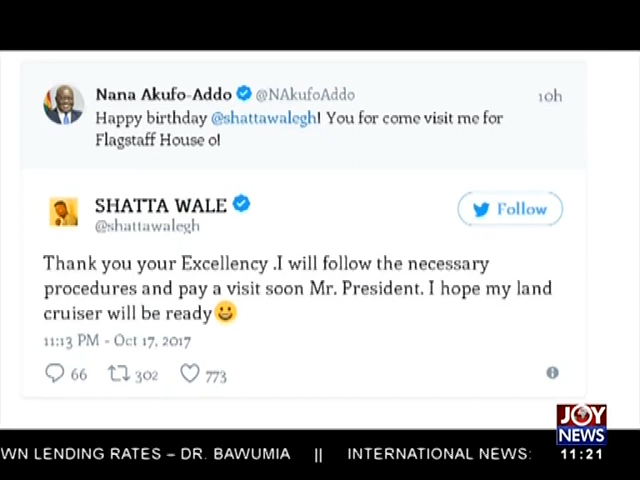 Nana Akufo-Addo @NAkufoAddo 10h
Happy birthday @shattawalegh! You for come visit me for
Flagstaff House o!
SHATTA WALE
@shattawalegh
Follow
Thank you your Excellency .I will follow the necessary
procedures and pay a visit soon Mr. President. I hope my land
cruiser will be ready😀
11:13 PM - Oct 17, 2017
66 302 773
JOY
NEWS
WN LENDING RATES – DR. BAWUMIA || INTERNATIONAL NEWS:
11:21